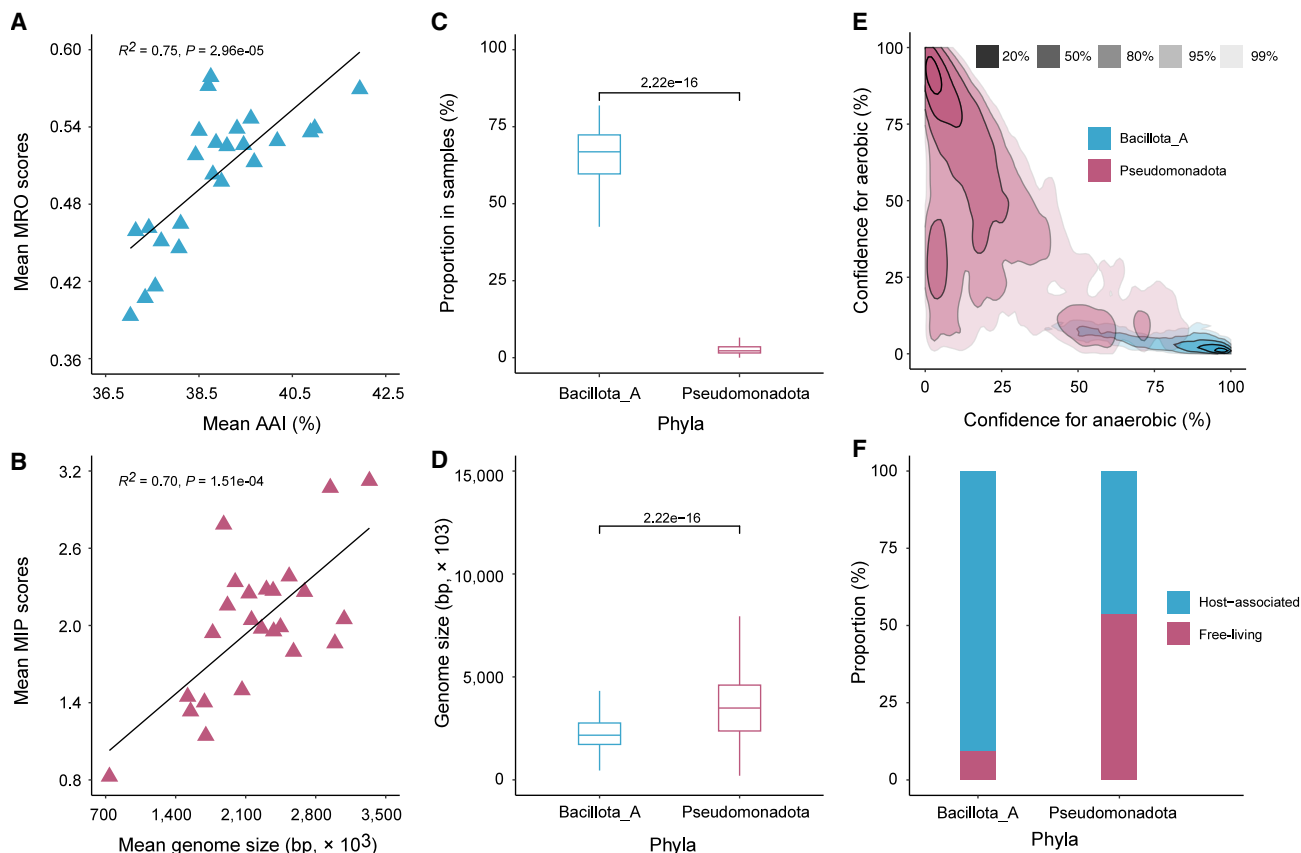 A
R² = 0.75, P = 2.96e-05
Mean MRO scores
0.60
0.54
0.48
0.42
0.36
36.5 38.5 40.5 42.5
Mean AAI (%)
B
R² = 0.70, P = 1.51e-04
Mean MIP scores
3.2
2.6
2.0
1.4
0.8
700 1,400 2,100 2,800 3,500
Mean genome size (bp, × 10³)
C
Proportion in samples (%)
100
75
50
25
0
2.22e-16
Bacillota_A Pseudomonadota
Phyla
D
Genome size (bp, × 103)
15,000
10,000
5,000
0
2.22e-16
Bacillota_A Pseudomonadota
Phyla
E
Confidence for aerobic (%)
100
75
50
25
0
20% 50% 80% 95% 99%
Bacillota_A
Pseudomonadota
0 25 50 75 100
Confidence for anaerobic (%)
F
Proportion (%)
100
75
50
25
0
Host-associated
Free-living
Bacillota_A Pseudomonadota
Phyla